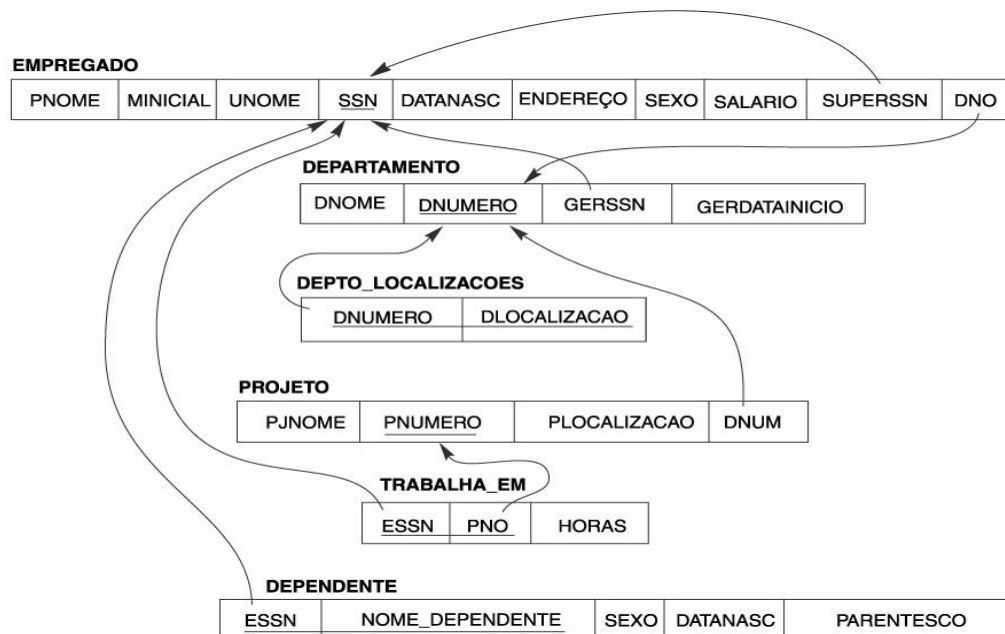 EMPREGADO
PNOME MINICIAL UNOME SSN DATANASC ENDEREÇO SEXO SALARIO SUPERSSN DNO
DEPARTAMENTO
DNOME DNUMERO GERSSN GERDATAINICIO
DEPTO_LOCALIZACOES
DNUMERO DLOCALIZACAO
PROJETO
PJNOME PNUMERO PLOCALIZACAO DNUM
TRABALHA_EM
ESSN PNO HORAS
DEPENDENTE
ESSN NOME_DEPENDENTE SEXO DATANASC PARENTESCO